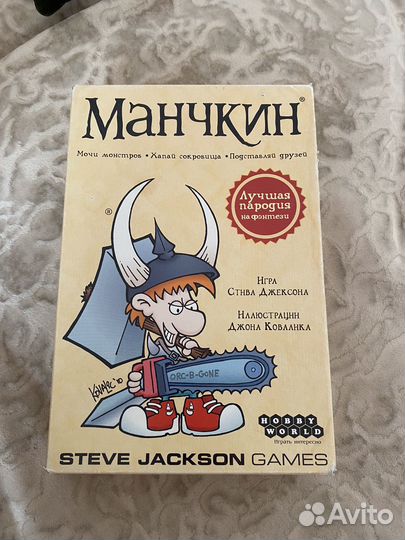 МАНЧКИН®
Мочи монстров • Хапай сокровища • Подставляй друзей
Лучшая
пародия
на фэнтези
®
Игра
Стива Джексона
Иллюстрации
Джона Ковалика
ORC-B-GONE
HOBBY
WORLD
Играть интересно
STEVE JACKSON GAMES
Avito